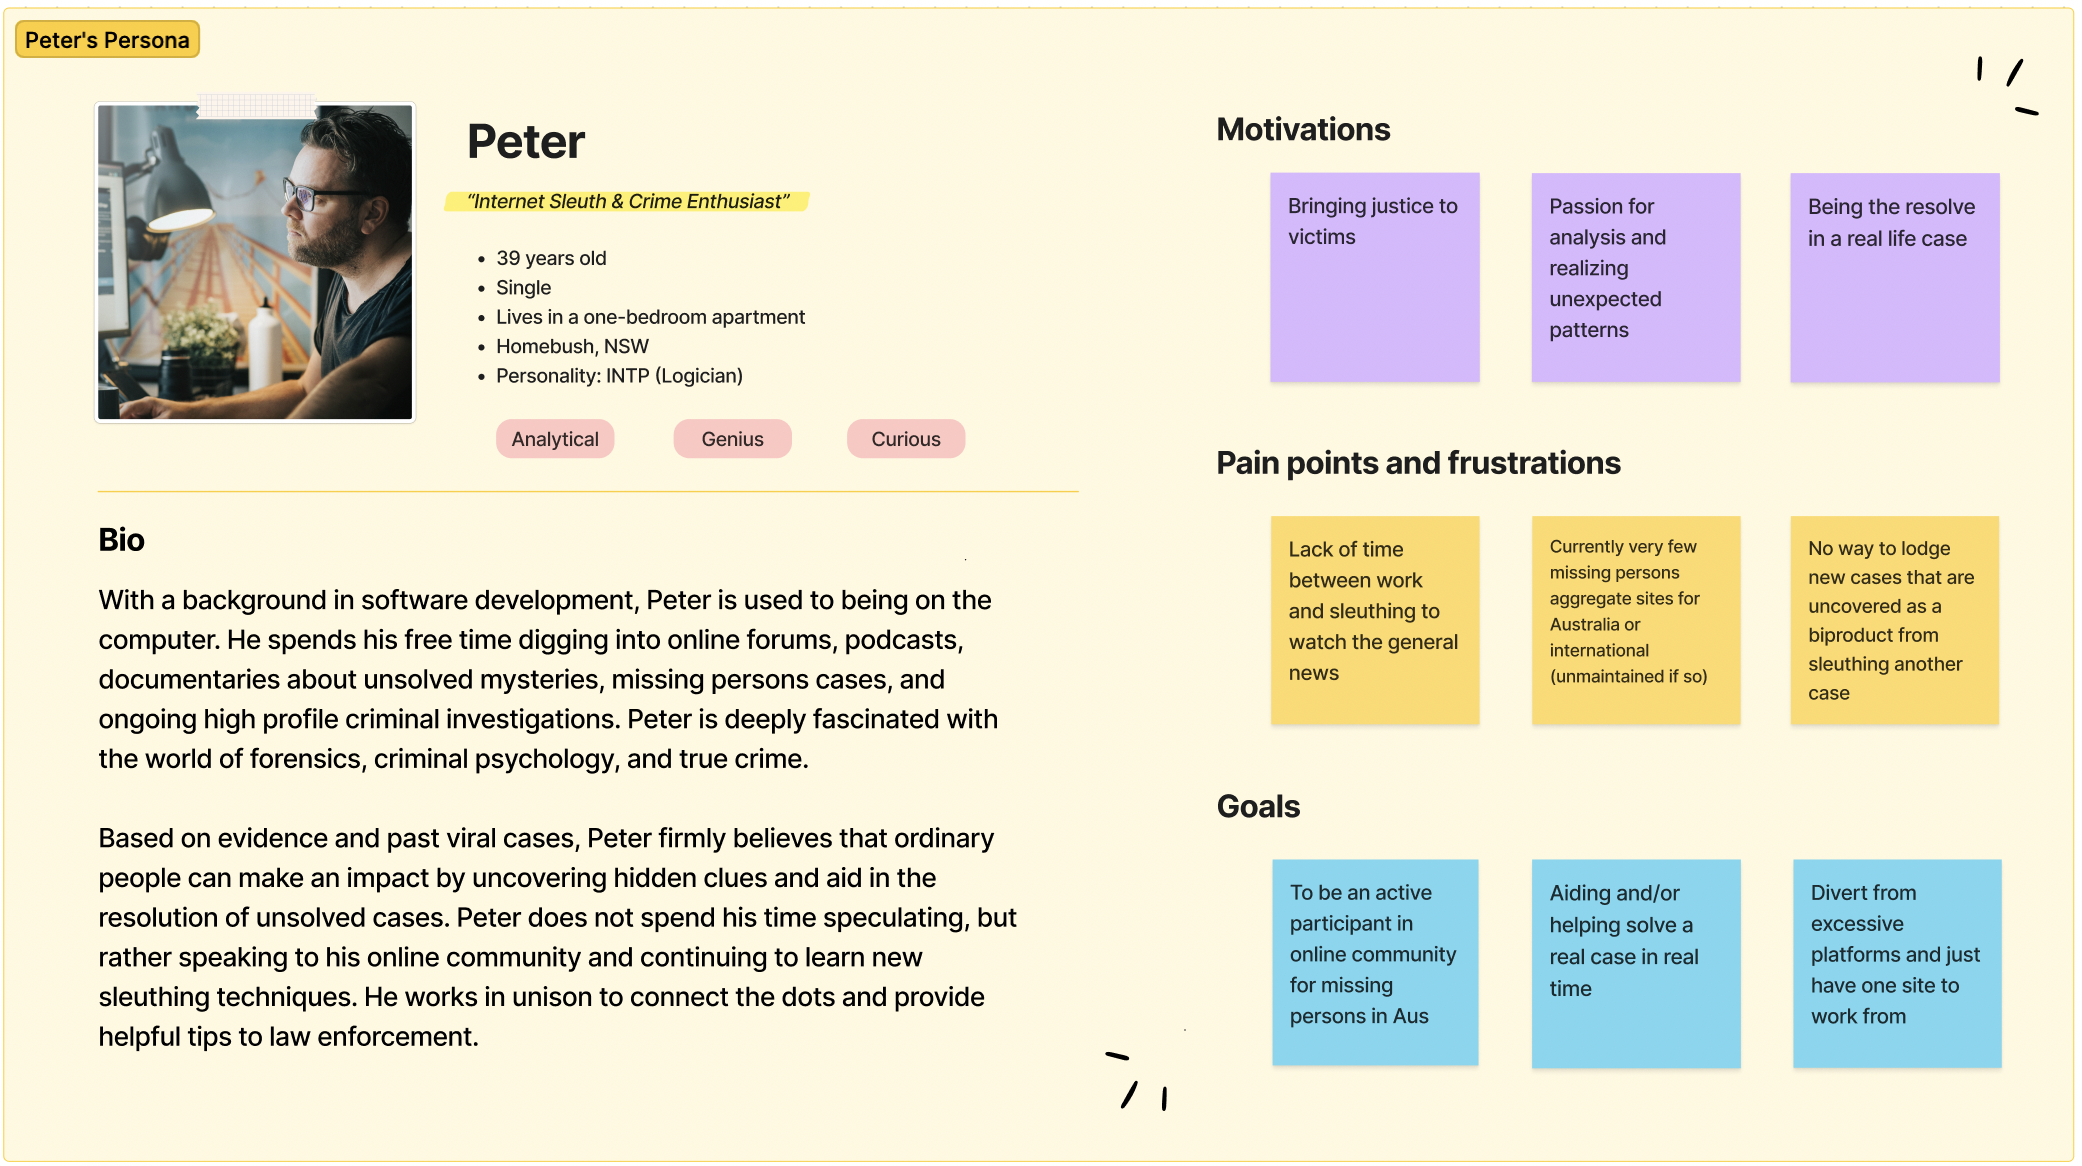 Peter's Persona
Peter
“Internet Sleuth & Crime Enthusiast”
• 39 years old
• Single
• Lives in a one-bedroom apartment
• Homebush, NSW
• Personality: INTP (Logician)
Analytical
Genius
Curious
Bio
With a background in software development, Peter is used to being on the
computer. He spends his free time digging into online forums, podcasts,
documentaries about unsolved mysteries, missing persons cases, and
ongoing high profile criminal investigations. Peter is deeply fascinated with
the world of forensics, criminal psychology, and true crime.
Based on evidence and past viral cases, Peter firmly believes that ordinary
people can make an impact by uncovering hidden clues and aid in the
resolution of unsolved cases. Peter does not spend his time speculating, but
rather speaking to his online community and continuing to learn new
sleuthing techniques. He works in unison to connect the dots and provide
helpful tips to law enforcement.
Motivations
Bringing justice to
victims
Passion for
analysis and
realizing
unexpected
patterns
Being the resolve
in a real life case
Pain points and frustrations
Lack of time
between work
and sleuthing to
watch the general
news
Currently very few
missing persons
aggregate sites for
Australia or
international
(unmaintained if so)
No way to lodge
new cases that are
uncovered as a
biproduct from
sleuthing another
case
Goals
To be an active
participant in
online community
for missing
persons in Aus
Aiding and/or
helping solve a
real case in real
time
Divert from
excessive
platforms and just
have one site to
work from